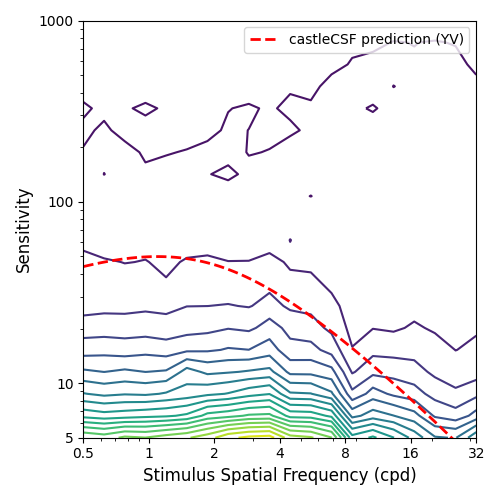 castleCSF prediction (YV)
1000
100
10
5
Sensitivity
0.5 1 2 4 8 16 32
Stimulus Spatial Frequency (cpd)